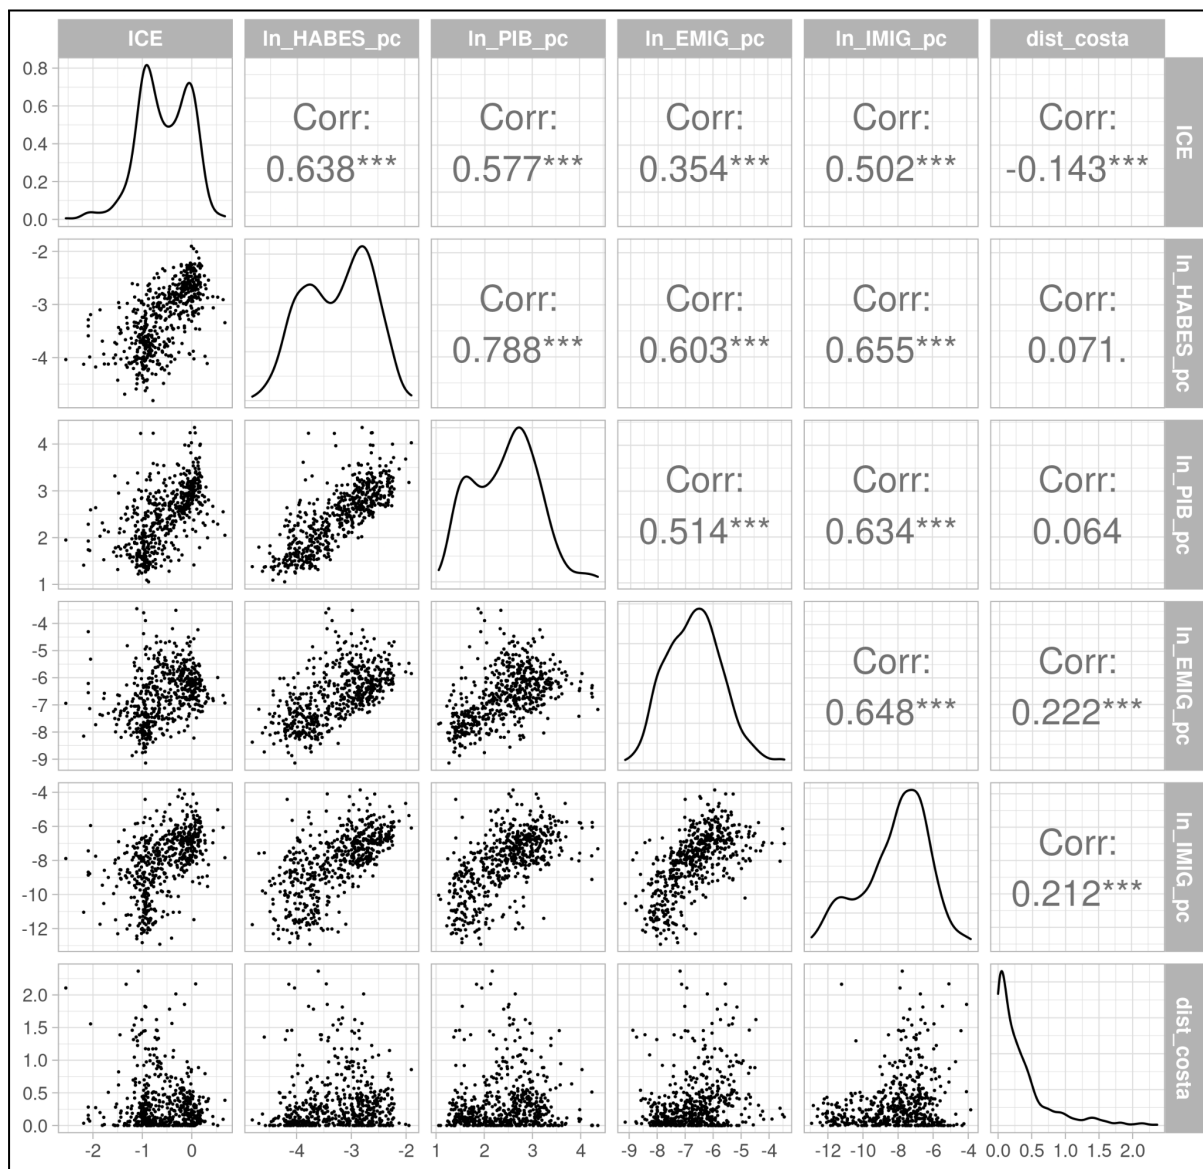 ICE ln_HABES_pc ln_PIB_pc ln_EMIG_pc ln_IMIG_pc dist_costa
0.8
0.6
0.4
0.2
0.0
Corr: Corr: Corr: Corr: Corr:
0.638*** 0.577*** 0.354*** 0.502*** -0.143***
ICE
-2
-3
-4
Corr: Corr: Corr: Corr:
0.788*** 0.603*** 0.655*** 0.071.
ln_HABES_pc
4
3
2
1
Corr: Corr: Corr:
0.514*** 0.634*** 0.064
ln_PIB_pc
-4
-5
-6
-7
-8
-9
Corr: Corr:
0.648*** 0.222***
ln_EMIG_pc
-4
-6
-8
-10
-12
Corr:
0.212***
ln_IMIG_pc
2.0
1.5
1.0
0.5
0.0
dist_costa
-2 -1 0 -4 -3 -2 1 2 3 4 -9 -8 -7 -6 -5 -4 -12 -10 -8 -6 -4 0.0 0.5 1.0 1.5 2.0